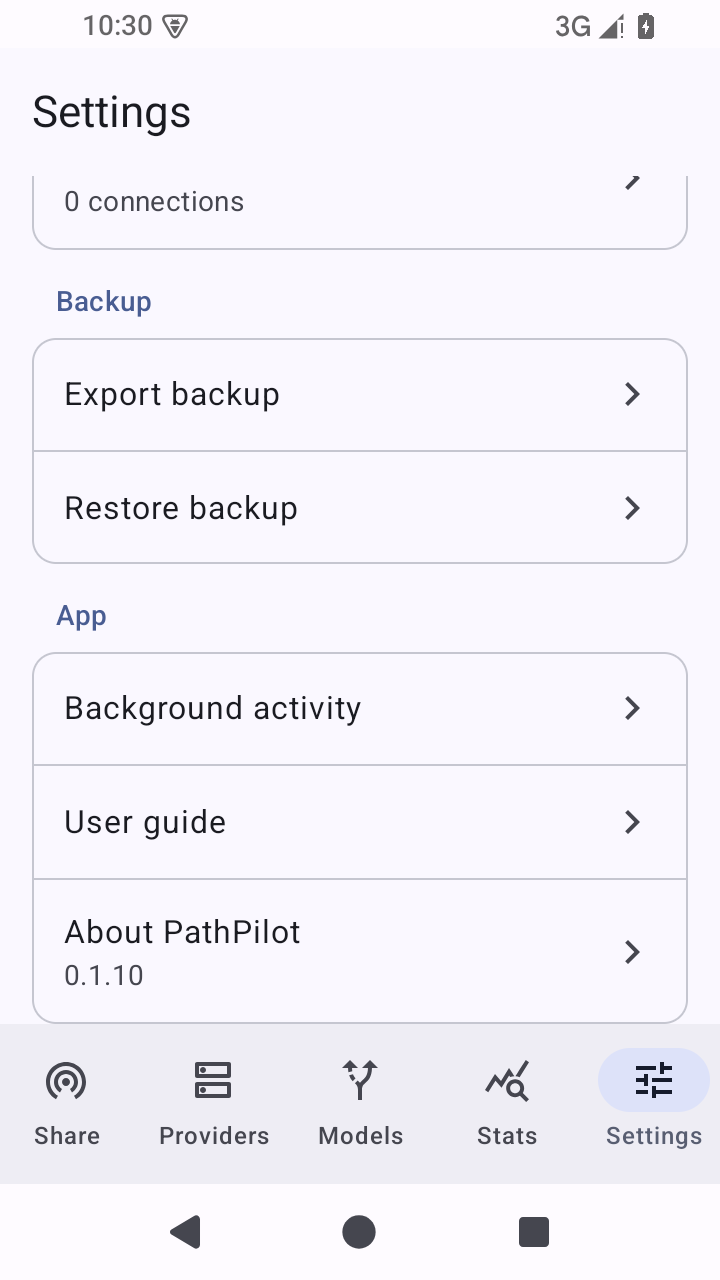 10:30
3G
Settings
0 connections
Backup
Export backup
Restore backup
App
Background activity
User guide
About PathPilot
0.1.10
Share
Providers
Models
Stats
Settings